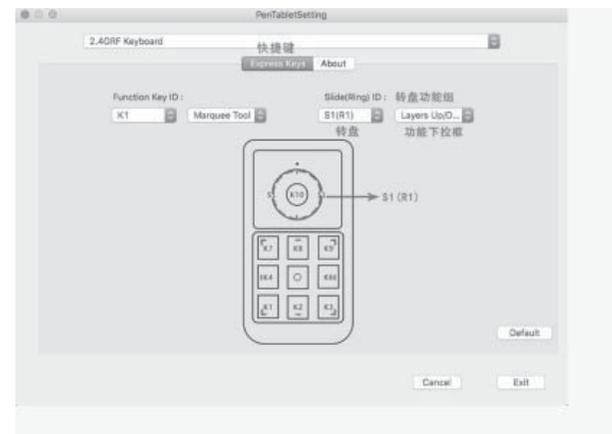 PenTabletSetting
2.4GRF Keyboard
快捷键
Express Keys About
Function Key ID : Slide(Ring) ID : 转盘功能组
K1 Marquee Tool S1(R1) Layers Up/D...
转盘 功能下拉框
K10
S1(R1)
K7 K8 K9
K4
K1 K2 K3
Default
Cancel Exit